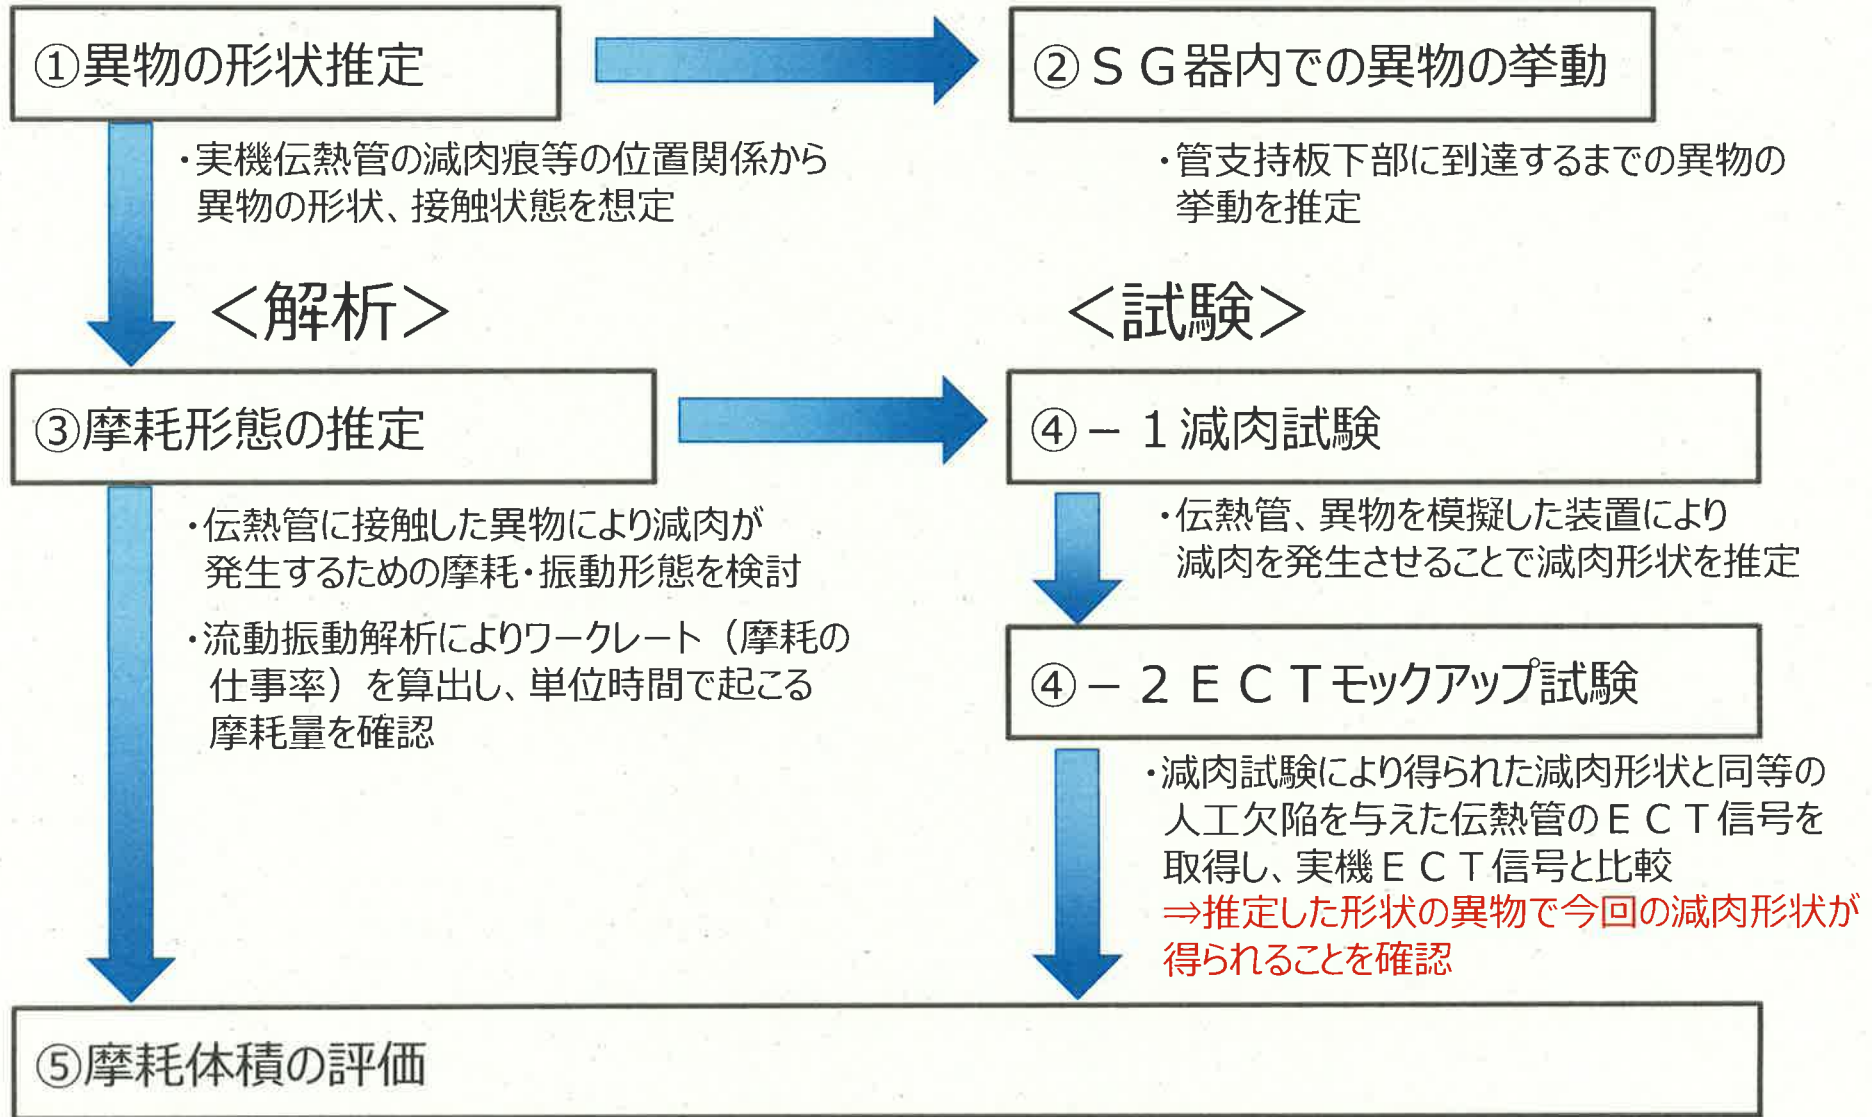 ①異物の形状推定
②ＳＧ器内での異物の挙動
・実機伝熱管の減肉痕等の位置関係から
異物の形状、接触状態を想定
・管支持板下部に到達するまでの異物の
挙動を推定
＜解析＞
＜試験＞
③摩耗形態の推定
④－１減肉試験
・伝熱管に接触した異物により減肉が
発生するための摩耗・振動形態を検討
・流動振動解析によりワークレート（摩耗の
仕事率）を算出し、単位時間で起こる
摩耗量を確認
・伝熱管、異物を模擬した装置により
減肉を発生させることで減肉形状を推定
④－２ＥＣＴモックアップ試験
・減肉試験により得られた減肉形状と同等の
人工欠陥を与えた伝熱管のＥＣＴ信号を
取得し、実機ＥＣＴ信号と比較
⇒推定した形状の異物で今回の減肉形状が
得られることを確認
⑤摩耗体積の評価